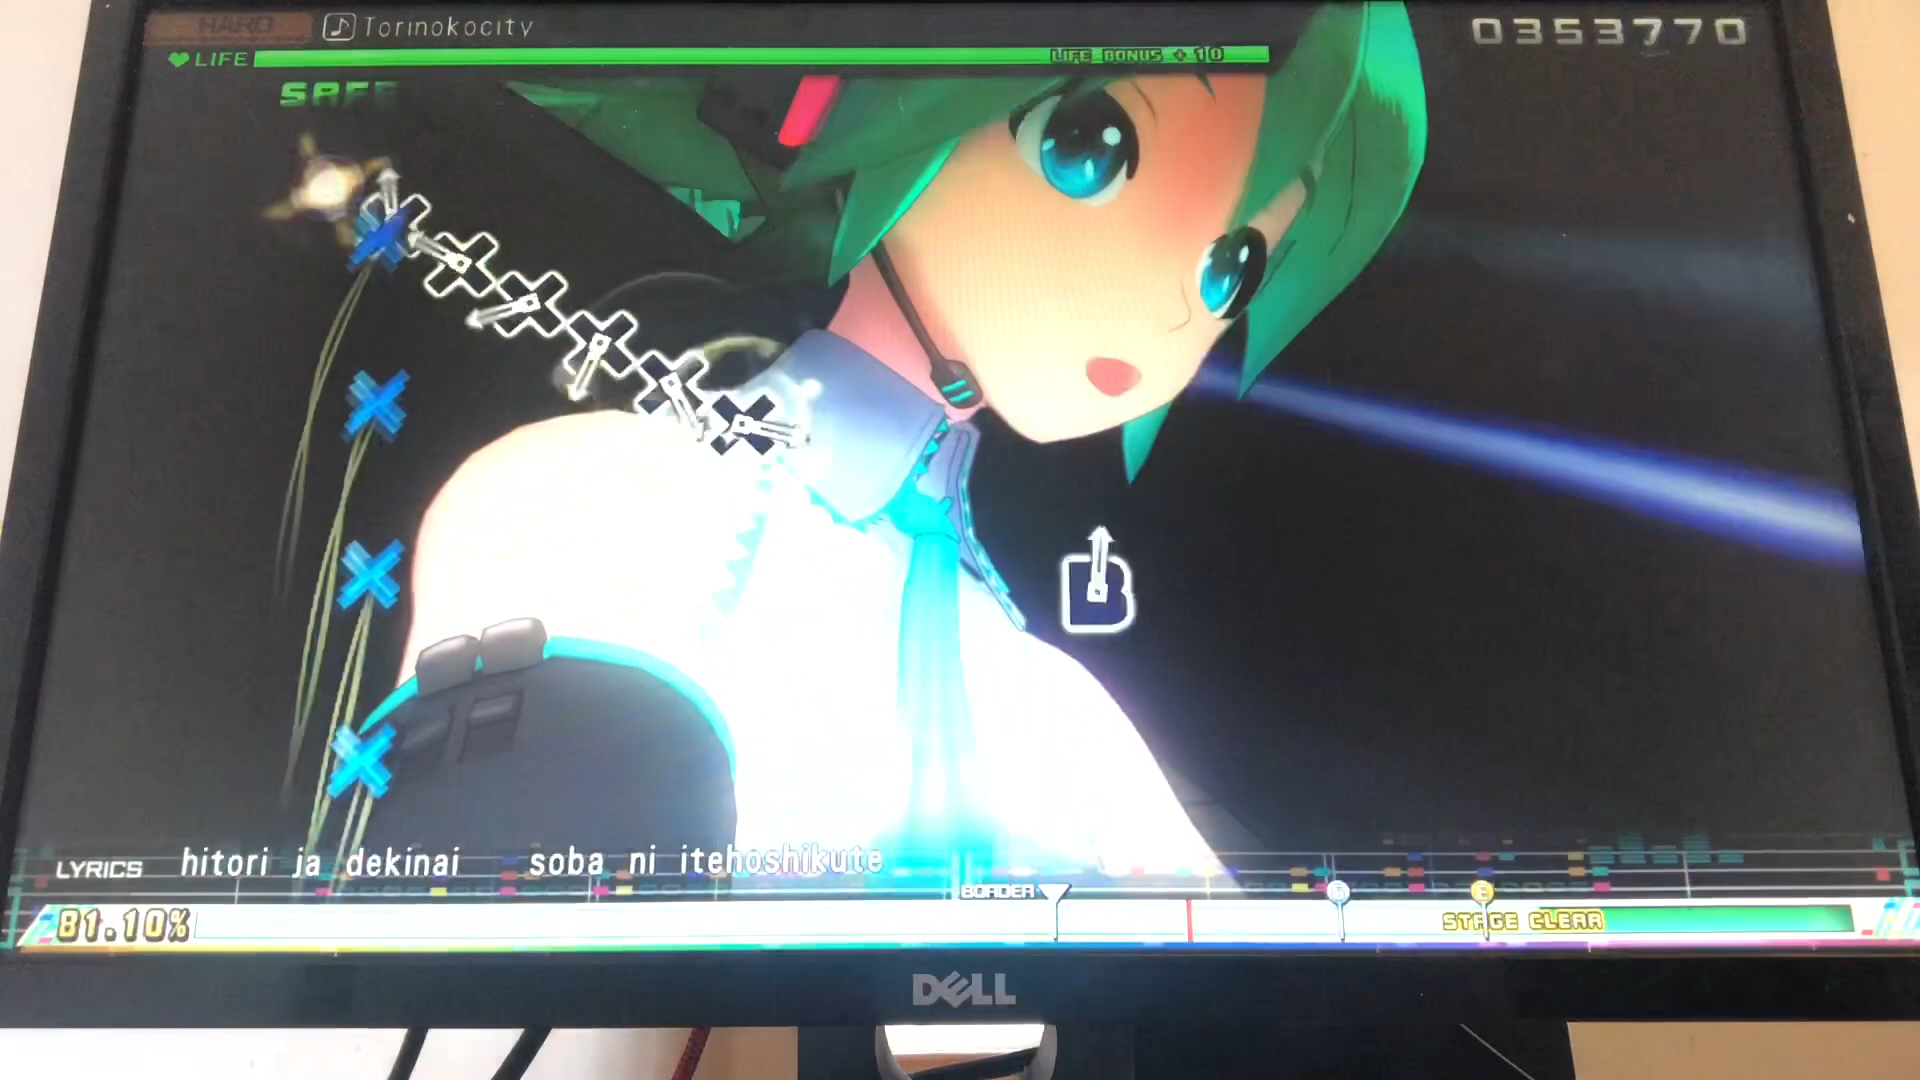 HARD
Torinokocity
0353770
LIFE
LIFE BONUS + 10
SAFE
B
LYRICS
hitori ja dekinai soba ni itehoshikute
BORDER
81.10%
STAGE CLEAR
DELL